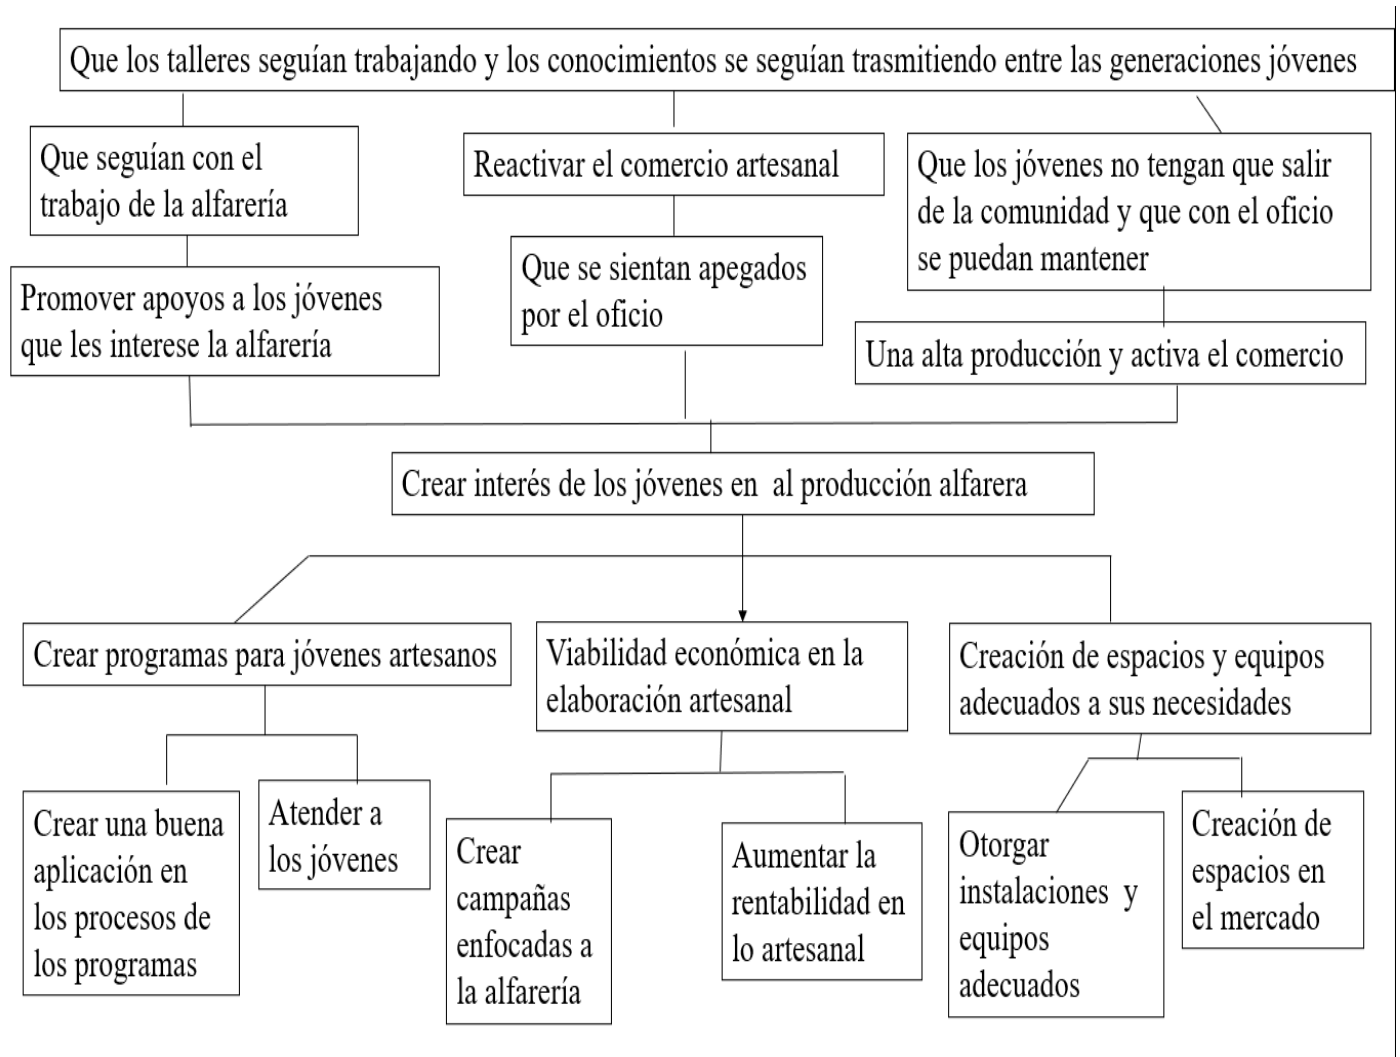 Que los talleres seguían trabajando y los conocimientos se seguían trasmitiendo entre las generaciones jóvenes
Que seguían con el
trabajo de la alfarería
Reactivar el comercio artesanal
Que los jóvenes no tengan que salir
de la comunidad y que con el oficio
se puedan mantener
Promover apoyos a los jóvenes
que les interese la alfarería
Que se sientan apegados
por el oficio
Una alta producción y activa el comercio
Crear interés de los jóvenes en  al producción alfarera
Crear programas para jóvenes artesanos
Viabilidad económica en la
elaboración artesanal
Creación de espacios y equipos
adecuados a sus necesidades
Crear una buena
aplicación en
los procesos de
los programas
Atender a
los jóvenes
Crear
campañas
enfocadas a
la alfarería
Aumentar la
rentabilidad en
lo artesanal
Otorgar
instalaciones  y
equipos
adecuados
Creación de
espacios en
el mercado